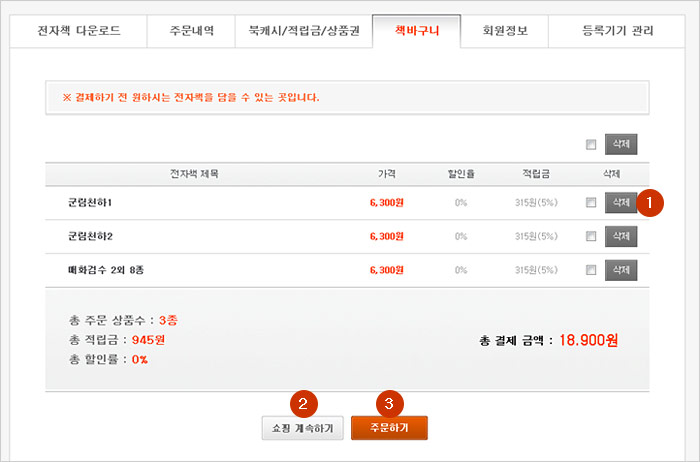 전자책 다운로드 주문내역 북캐시/적립금/상품권 책바구니 회원정보 등록기기 관리
※ 결제하기 전 원하시는 전자책을 담을 수 있는 곳입니다.
삭제
전자책 제목 가격 할인률 적립금 삭제
군림천하1 6,300원 0% 315원(5%) 삭제 1
군림천하2 6,300원 0% 315원(5%) 삭제
매화검수 2외 8종 6,300원 0% 315원(5%) 삭제
총 주문 상품수 : 3종
총 적립금 : 945원 총 결제 금액 : 18.900원
총 할인률 : 0%
2 3
쇼핑 계속하기 주문하기